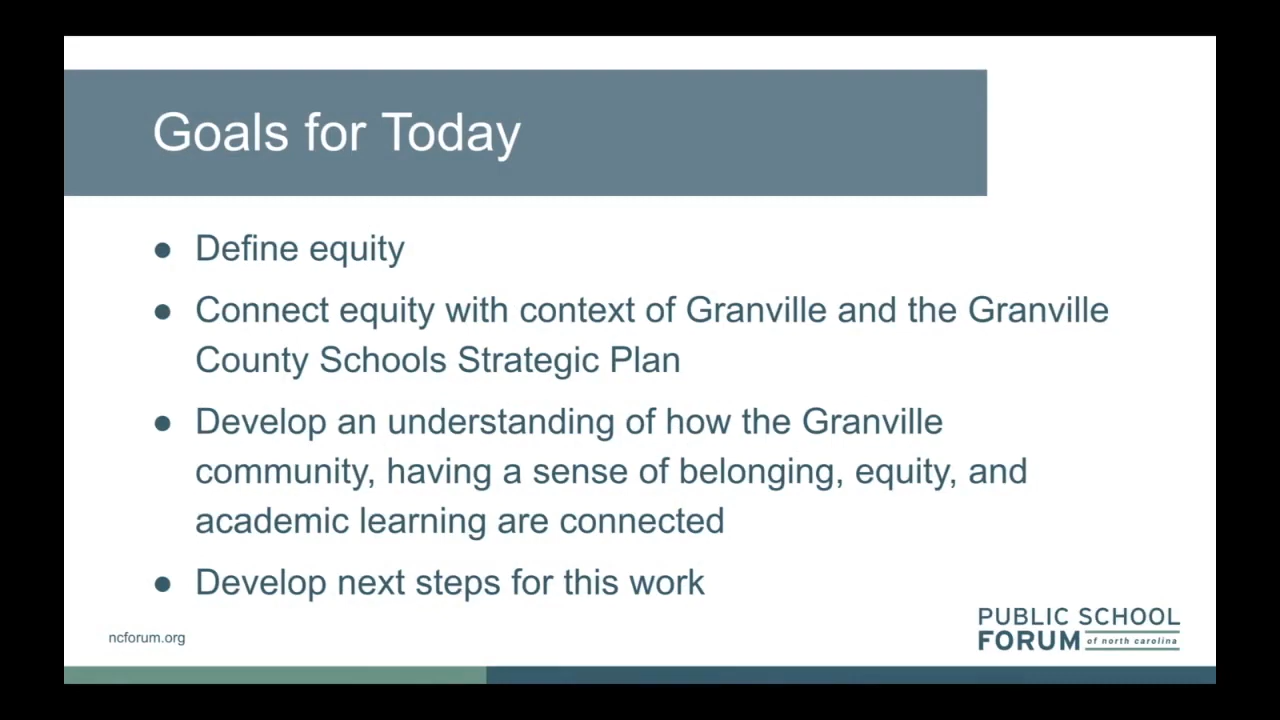 Goals for Today
● Define equity
● Connect equity with context of Granville and the Granville
County Schools Strategic Plan
● Develop an understanding of how the Granville
community, having a sense of belonging, equity, and
academic learning are connected
● Develop next steps for this work
ncforum.org
PUBLIC SCHOOL
FORUM of north carolina